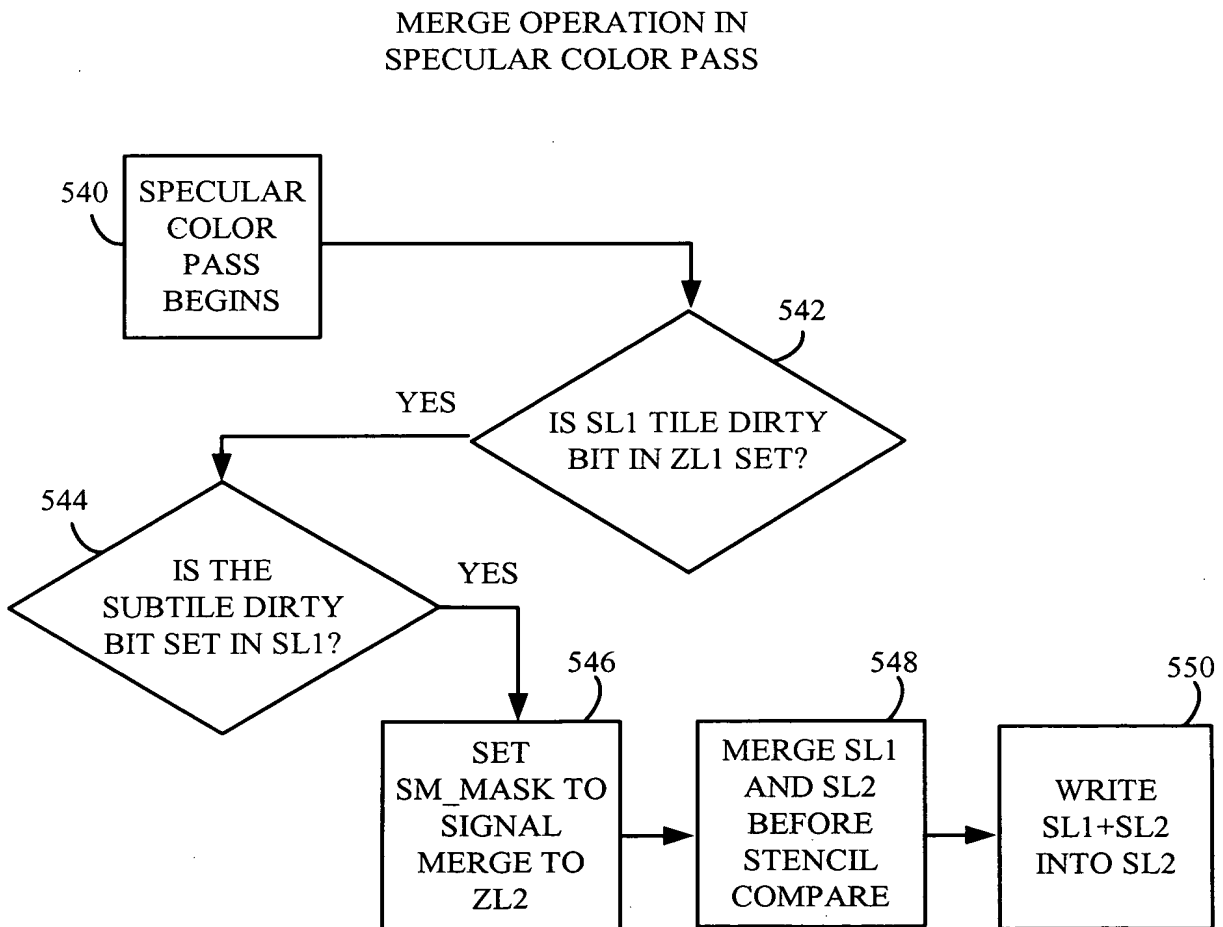 MERGE OPERATION IN
SPECULAR COLOR PASS
540
SPECULAR
COLOR
PASS
BEGINS
542
YES
IS SL1 TILE DIRTY
BIT IN ZL1 SET?
544
IS THE
SUBTILE DIRTY
BIT SET IN SL1?
YES
546
SET
SM_MASK TO
SIGNAL
MERGE TO
ZL2
548
MERGE SL1
AND SL2
BEFORE
STENCIL
COMPARE
550
WRITE
SL1+SL2
INTO SL2